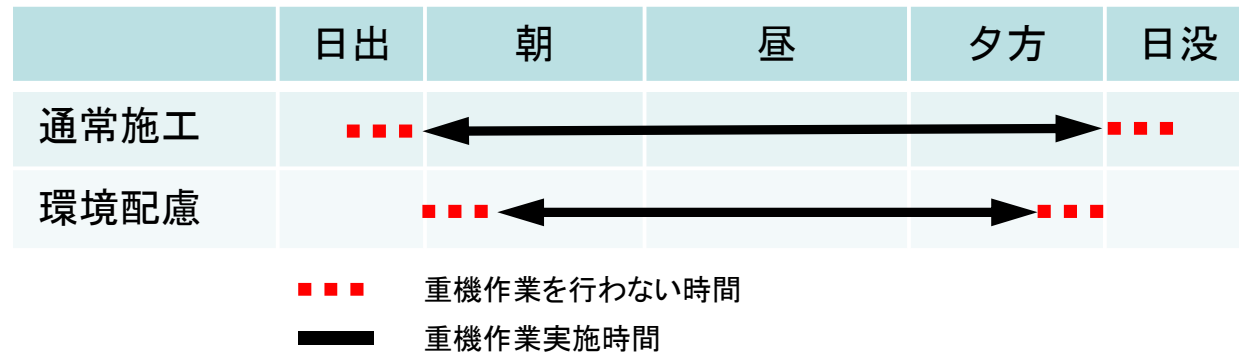 日出 朝 昼 夕方 日没
通常施工
環境配慮
重機作業を行わない時間
重機作業実施時間